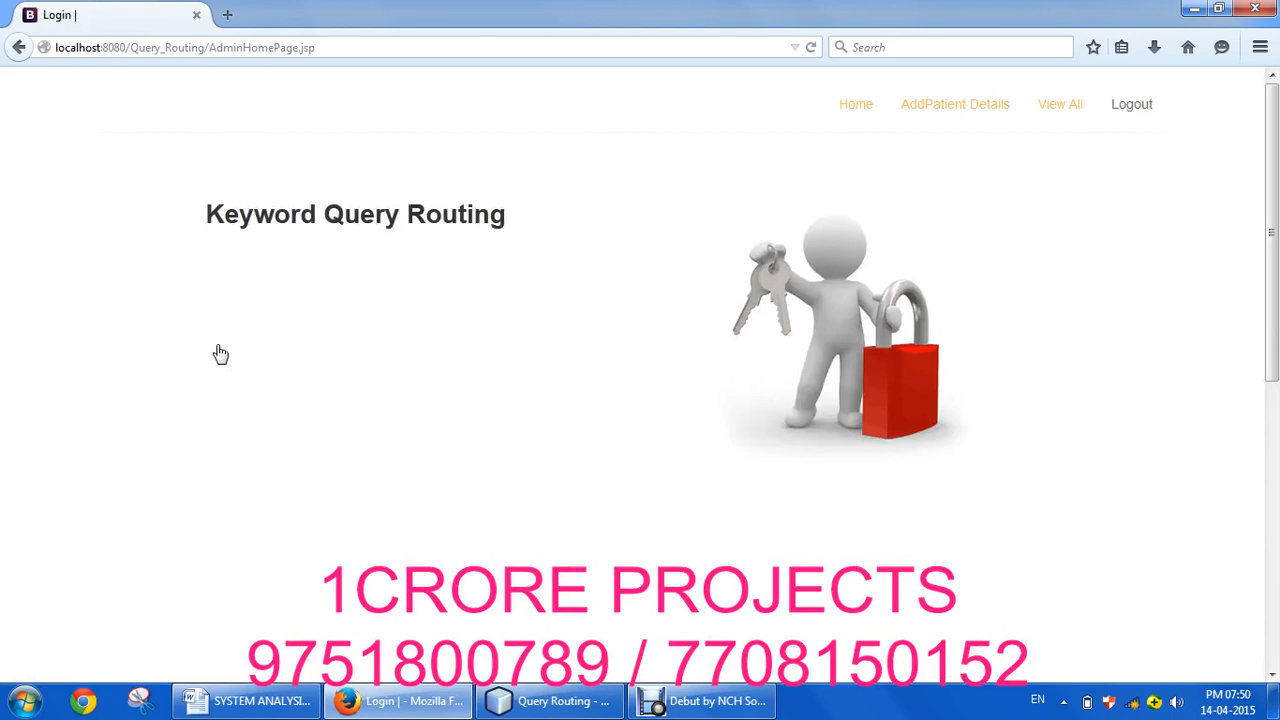 Login |
localhost:8080/Query_Routing/AdminHomePage.jsp
Search
Home AddPatient Details View All Logout
Keyword Query Routing
1CRORE PROJECTS
9751800789 / 7708150152
SYSTEM ANALYSI...
Login | - Mozilla F...
Query Routing - ...
Debut by NCH So...
EN
PM 07:50
14-04-2015